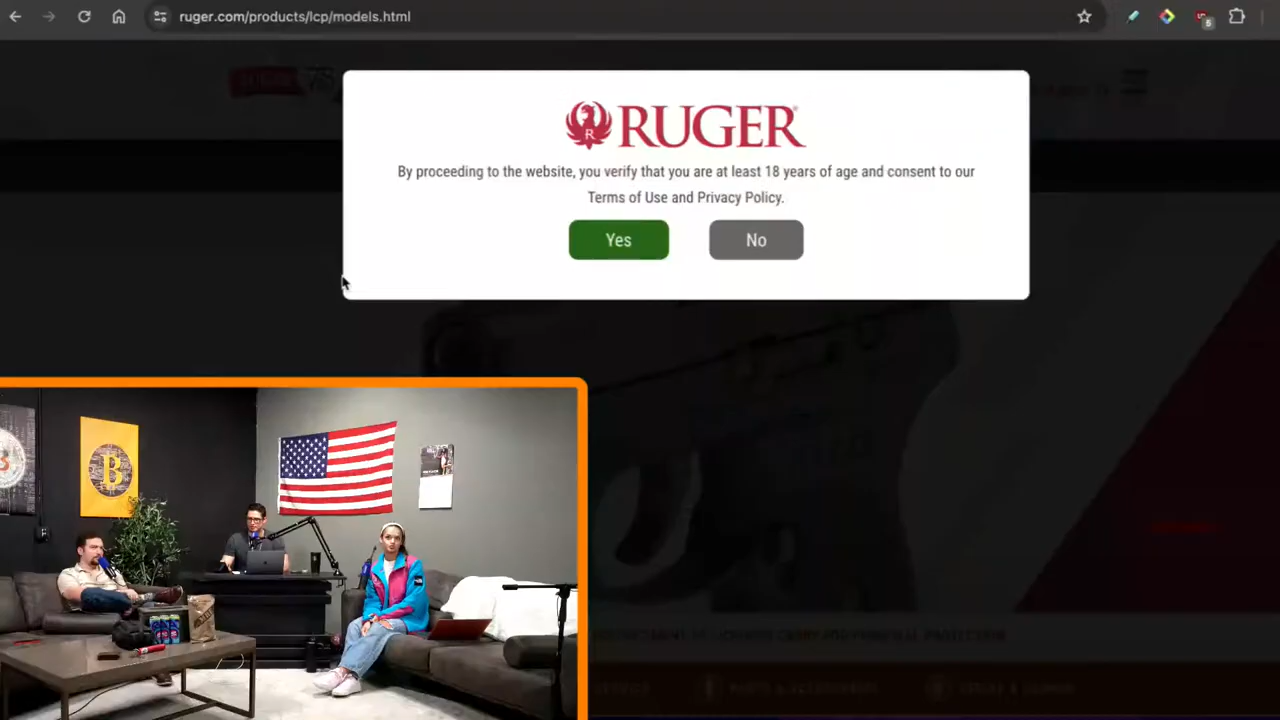 ruger.com/products/lcp/models.html
5
RUGER
By proceeding to the website, you verify that you are at least 18 years of age and consent to our
Terms of Use and Privacy Policy.
Yes
No